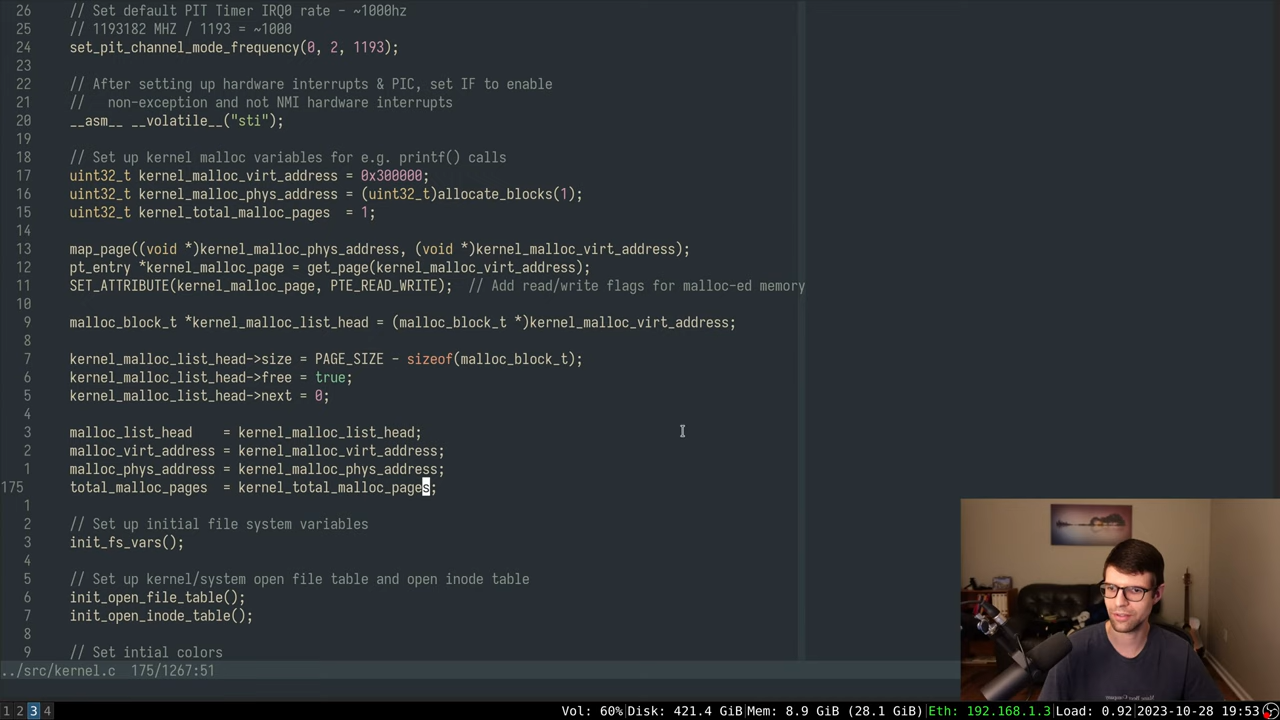 26 // Set default PIT Timer IRQ0 rate - ~1000hz
25 // 1193182 MHZ / 1193 = ~1000
24 set_pit_channel_mode_frequency(0, 2, 1193);
23
22 // After setting up hardware interrupts & PIC, set IF to enable
21 //   non-exception and not NMI hardware interrupts
20 __asm__ __volatile__("sti");
19
18 // Set up kernel malloc variables for e.g. printf() calls
17 uint32_t kernel_malloc_virt_address = 0x300000;
16 uint32_t kernel_malloc_phys_address = (uint32_t)allocate_blocks(1);
15 uint32_t kernel_total_malloc_pages  = 1;
14
13 map_page((void *)kernel_malloc_phys_address, (void *)kernel_malloc_virt_address);
12 pt_entry *kernel_malloc_page = get_page(kernel_malloc_virt_address);
11 SET_ATTRIBUTE(kernel_malloc_page, PTE_READ_WRITE);  // Add read/write flags for malloc-ed memory
10
9 malloc_block_t *kernel_malloc_list_head = (malloc_block_t *)kernel_malloc_virt_address;
8
7 kernel_malloc_list_head->size = PAGE_SIZE - sizeof(malloc_block_t);
6 kernel_malloc_list_head->free = true;
5 kernel_malloc_list_head->next = 0;
4
3 malloc_list_head    = kernel_malloc_list_head;
2 malloc_virt_address = kernel_malloc_virt_address;
1 malloc_phys_address = kernel_malloc_phys_address;
175 total_malloc_pages  = kernel_total_malloc_pages;
1
2 // Set up initial file system variables
3 init_fs_vars();
4
5 // Set up kernel/system open file table and open inode table
6 init_open_file_table();
7 init_open_inode_table();
8
9 // Set intial colors
../src/kernel.c  175/1267:51
1 2 3 4 Vol: 60%|Disk: 421.4 GiB|Mem: 8.9 GiB (28.1 GiB)|Eth: 192.168.1.3|Load: 0.92|2023-10-28 19:53